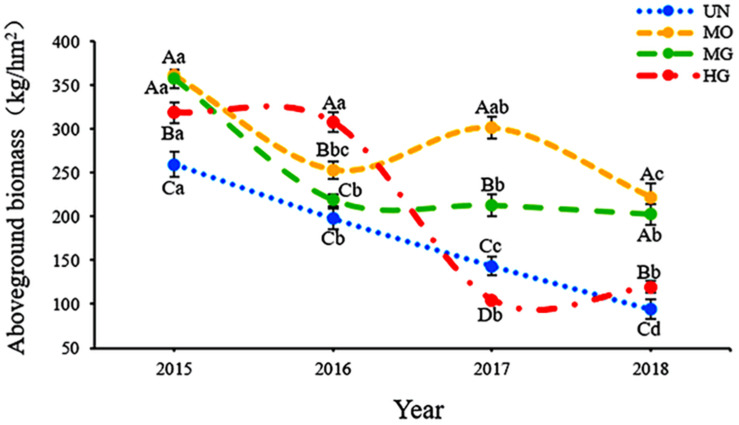 UN
MO
MG
HG
Aboveground biomass（kg/hm²）
400
350
300
250
200
150
100
50
Aa
Aa
Ba
Ca
Aa
Bbc
Cb
Cb
Aab
Bb
Cc
Db
Ac
Ab
Bb
Cd
2015
2016
2017
2018
Year